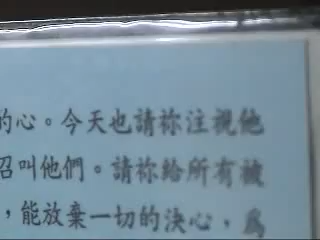 的心。今天也請祢注視他
召叫他們。請祢給所有被
，能放棄一切的決心，為